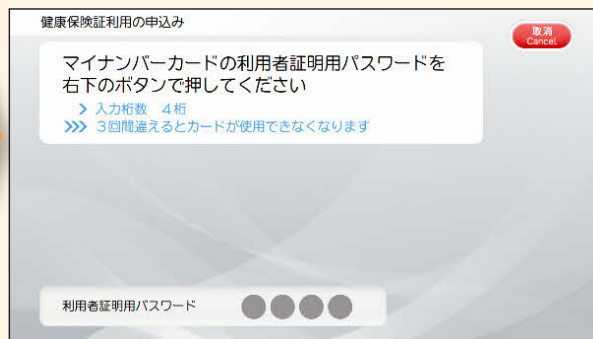 健康保険証利用の申込み
取消
Cancel
マイナンバーカードの利用者証明用パスワードを
右下のボタンで押してください
> 入力桁数 4桁
>>> 3回間違えるとカードが使用できなくなります
利用者証明用パスワード